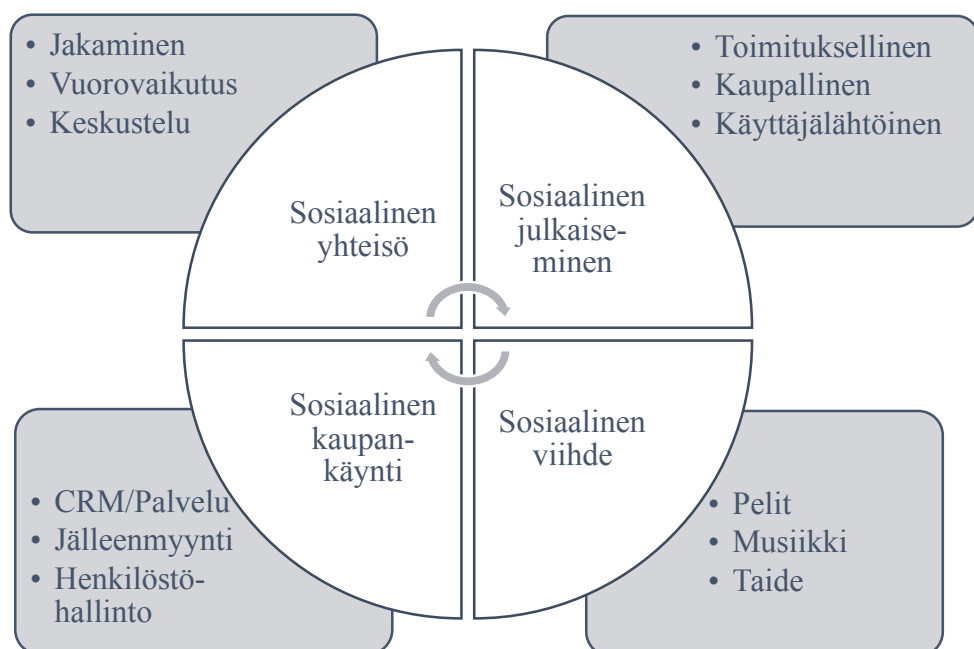 • Jakaminen
• Vuorovaikutus
• Keskustelu
• Toimituksellinen
• Kaupallinen
• Käyttäjälähtöinen
Sosiaalinen
yhteisö
Sosiaalinen
julkaise-
minen
Sosiaalinen
kaupan-
käynti
Sosiaalinen
viihde
• CRM/Palvelu
• Jälleenmyynti
• Henkilöstö-
hallinto
• Pelit
• Musiikki
• Taide